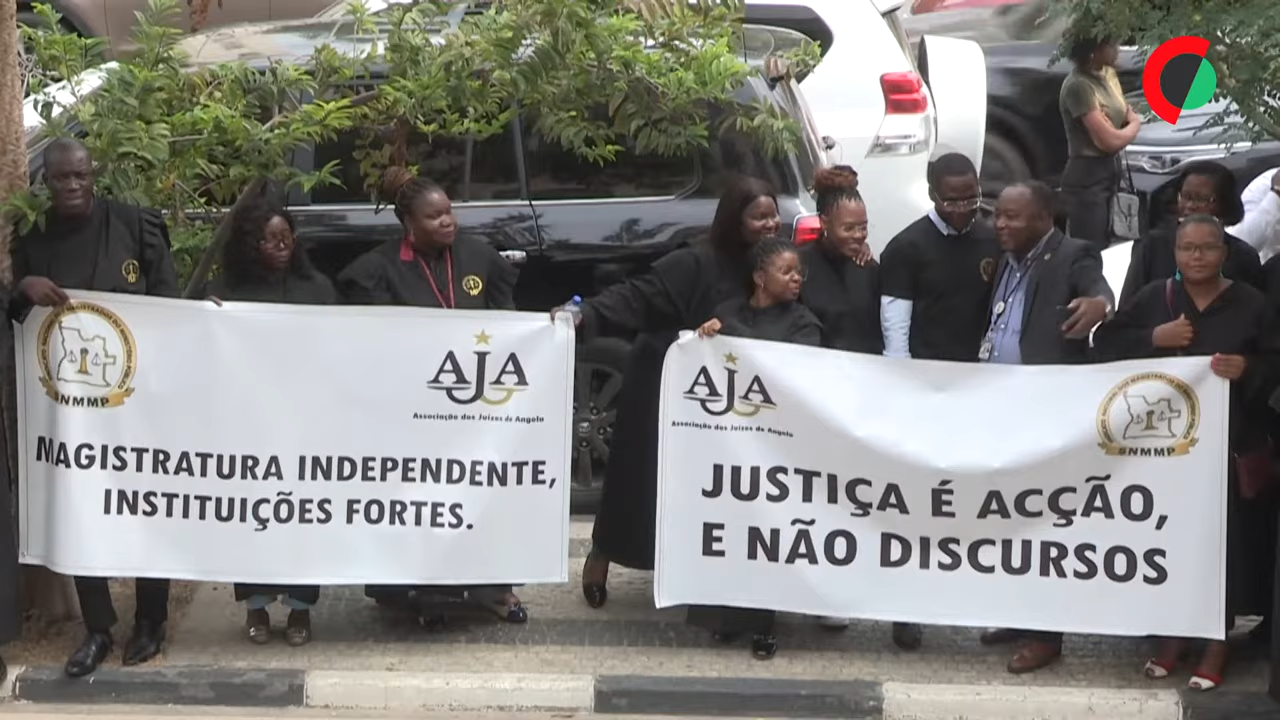 SNMMP
AJA
Associação dos Juízes de Angola
MAGISTRATURA INDEPENDENTE,
INSTITUIÇÕES FORTES.
AJA
Associação dos Juízes de Angola
SNMMP
JUSTIÇA É ACÇÃO,
E NÃO DISCURSOS